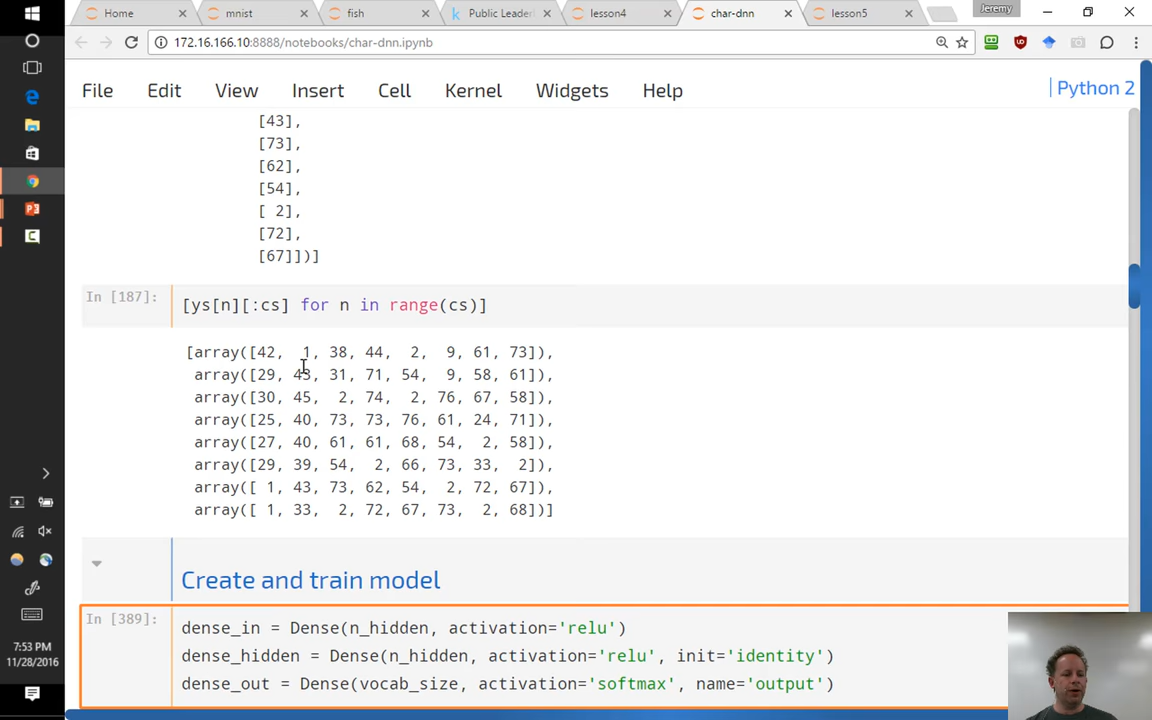 Home
mnist
fish
Public Leader
lesson4
char-dnn
lesson5
Jeremy
172.16.166.10:8888/notebooks/char-dnn.ipynb
File Edit View Insert Cell Kernel Widgets Help
Python 2
[43],
[73],
[62],
[54],
[ 2],
[72],
[67]])]
In [187]: [ys[n][:cs] for n in range(cs)]
[array([42, 1, 38, 44, 2, 9, 61, 73]),
array([29, 43, 31, 71, 54, 9, 58, 61]),
array([30, 45, 2, 74, 2, 76, 67, 58]),
array([25, 40, 73, 73, 76, 61, 24, 71]),
array([27, 40, 61, 61, 68, 54, 2, 58]),
array([29, 39, 54, 2, 66, 73, 33, 2]),
array([ 1, 43, 73, 62, 54, 2, 72, 67]),
array([ 1, 33, 2, 72, 67, 73, 2, 68])]
Create and train model
In [389]: dense_in = Dense(n_hidden, activation='relu')
dense_hidden = Dense(n_hidden, activation='relu', init='identity')
dense_out = Dense(vocab_size, activation='softmax', name='output')
7:53 PM
11/28/2016